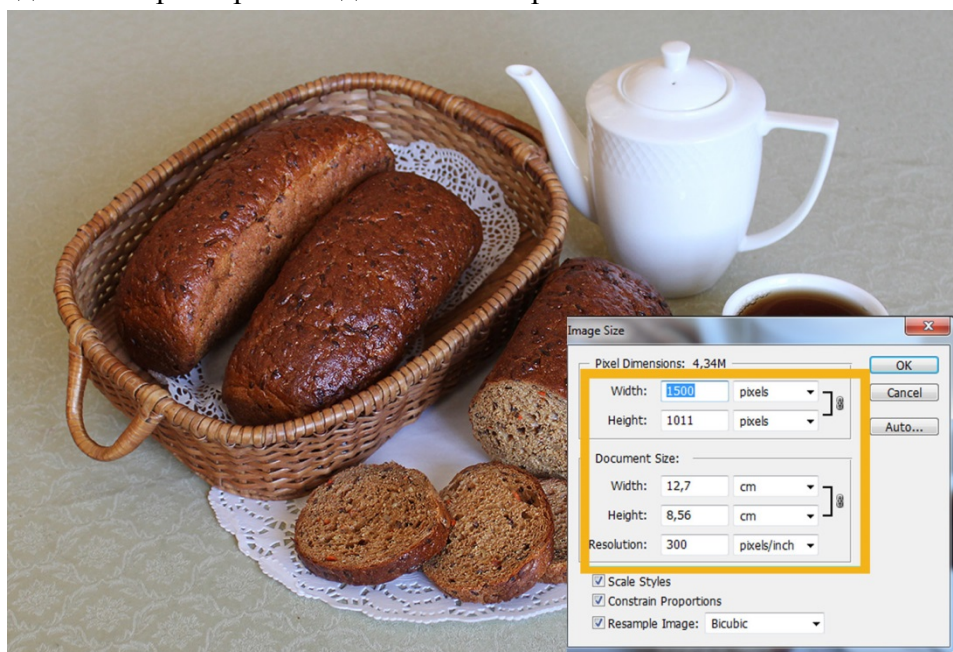 Image Size
Pixel Dimensions: 4,34M
Width: 1500 pixels
Height: 1011 pixels
Document Size:
Width: 12,7 cm
Height: 8,56 cm
Resolution: 300 pixels/inch
Scale Styles
Constrain Proportions
Resample Image: Bicubic
OK
Cancel
Auto...